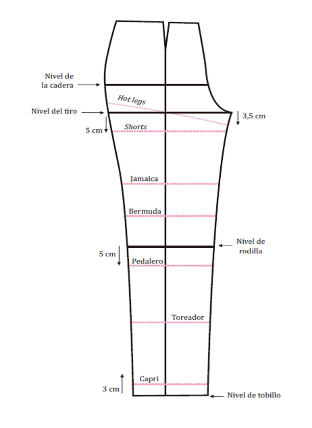 Nivel de
la cadera
Hot legs
Nivel del tiro
3,5 cm
5 cm
Shorts
Jamaica
Bermuda
Nivel de
rodilla
5 cm
Pedalero
Toreador
Capri
3 cm
Nivel de tobillo